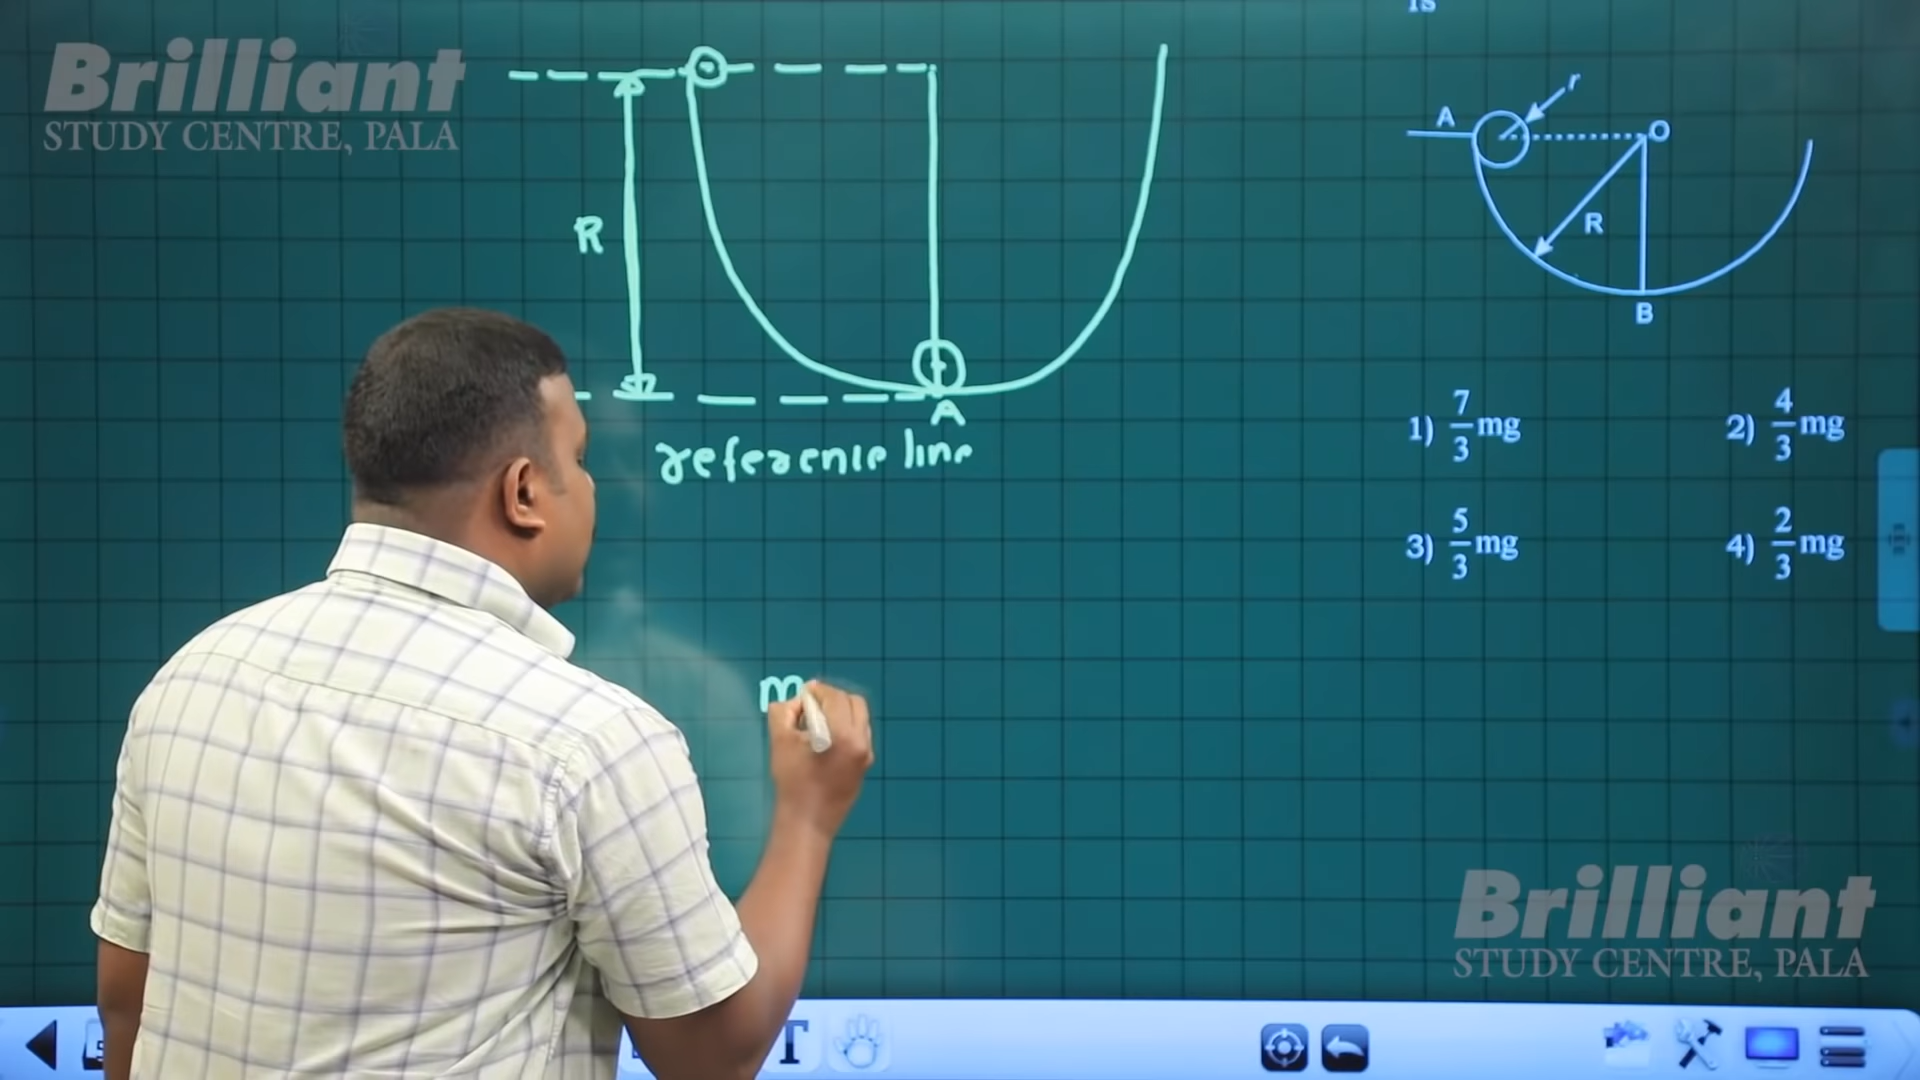 is
Brilliant
STUDY CENTRE, PALA
r
A
O
R
R
B
A
reference line
1) 7/3 mg
2) 4/3 mg
3) 5/3 mg
4) 2/3 mg
m
Brilliant
STUDY CENTRE, PALA
T